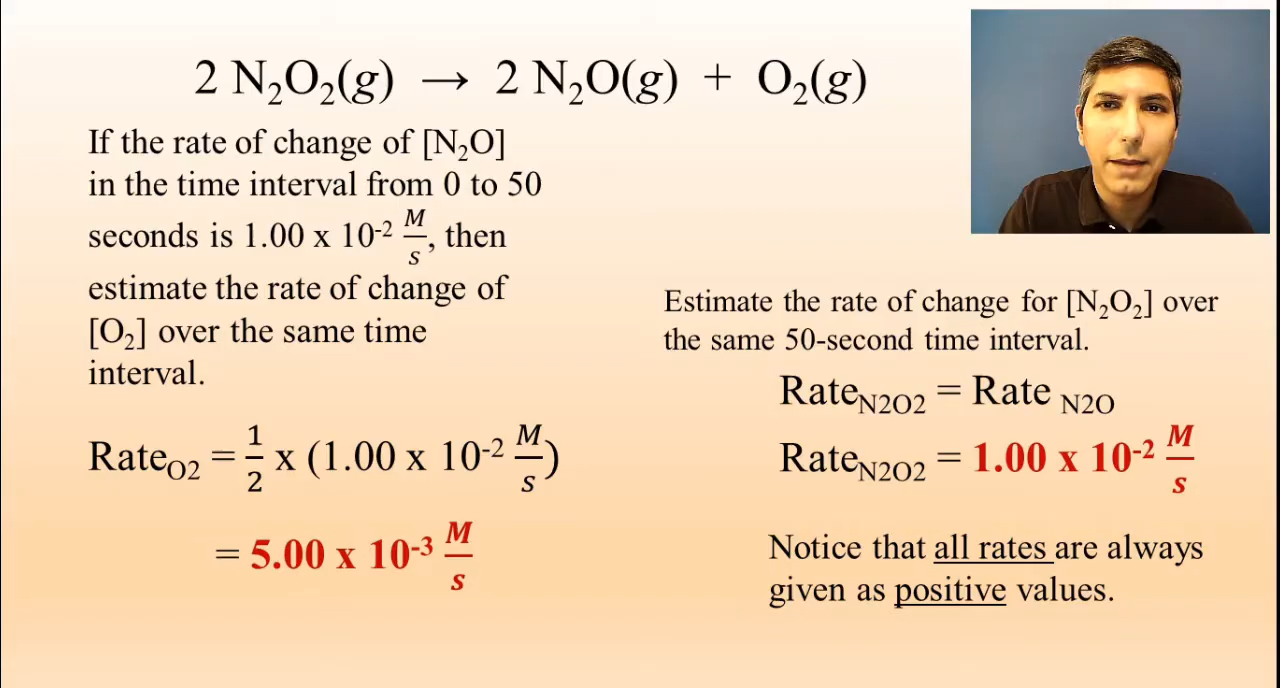 2 N₂O₂(g) → 2 N₂O(g) + O₂(g)
If the rate of change of [N₂O]
in the time interval from 0 to 50
seconds is 1.00 x 10⁻² M/s, then
estimate the rate of change of
[O₂] over the same time
interval.
Rate_O2 = 1/2 x (1.00 x 10⁻² M/s)
= 5.00 x 10⁻³ M/s
Estimate the rate of change for [N₂O₂] over
the same 50-second time interval.
Rate_N2O2 = Rate _N2O
Rate_N2O2 = 1.00 x 10⁻² M/s
Notice that all rates are always
given as positive values.